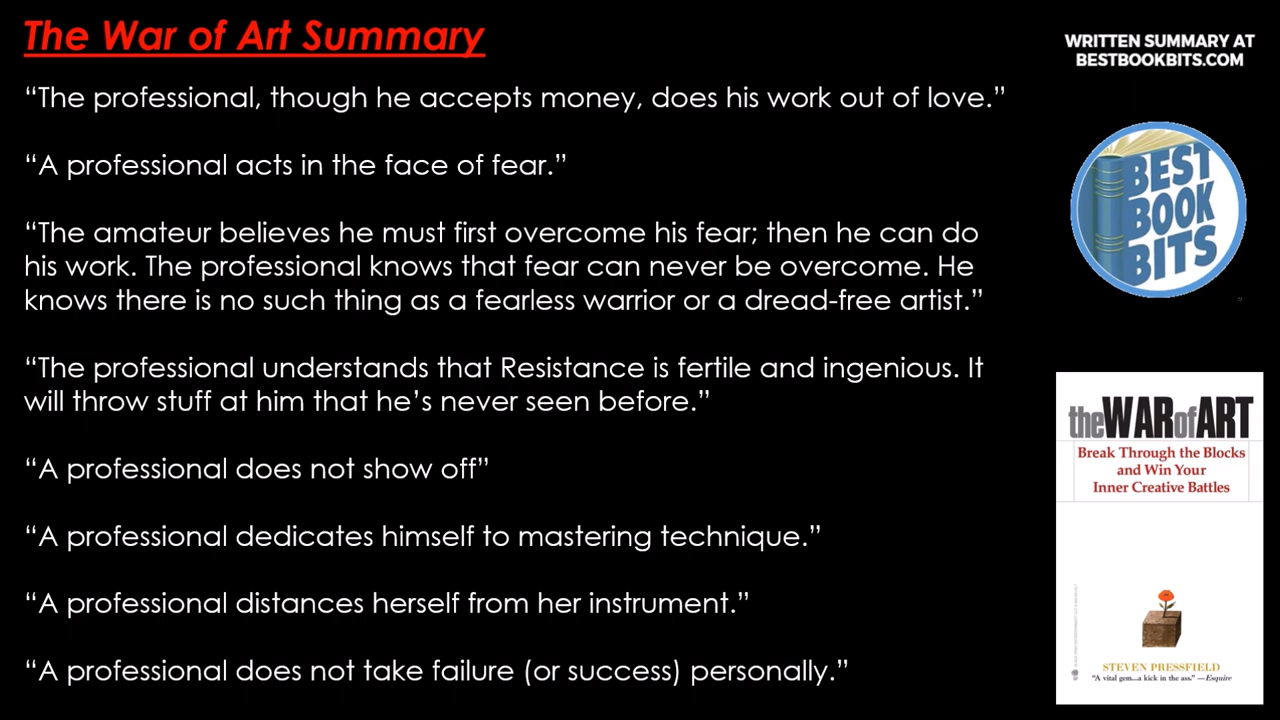 The War of Art Summary
“The professional, though he accepts money, does his work out of love.”
“A professional acts in the face of fear.”
“The amateur believes he must first overcome his fear; then he can do
his work. The professional knows that fear can never be overcome. He
knows there is no such thing as a fearless warrior or a dread-free artist.”
“The professional understands that Resistance is fertile and ingenious. It
will throw stuff at him that he’s never seen before.”
“A professional does not show off”
“A professional dedicates himself to mastering technique.”
“A professional distances herself from her instrument.”
“A professional does not take failure (or success) personally.”
WRITTEN SUMMARY AT
BESTBOOKBITS.COM
BEST
BOOK
BITS
theWARofART
Break Through the Blocks
and Win Your
Inner Creative Battles
STEVEN PRESSFIELD
“A vital gem...a kick in the ass.” —Esquire